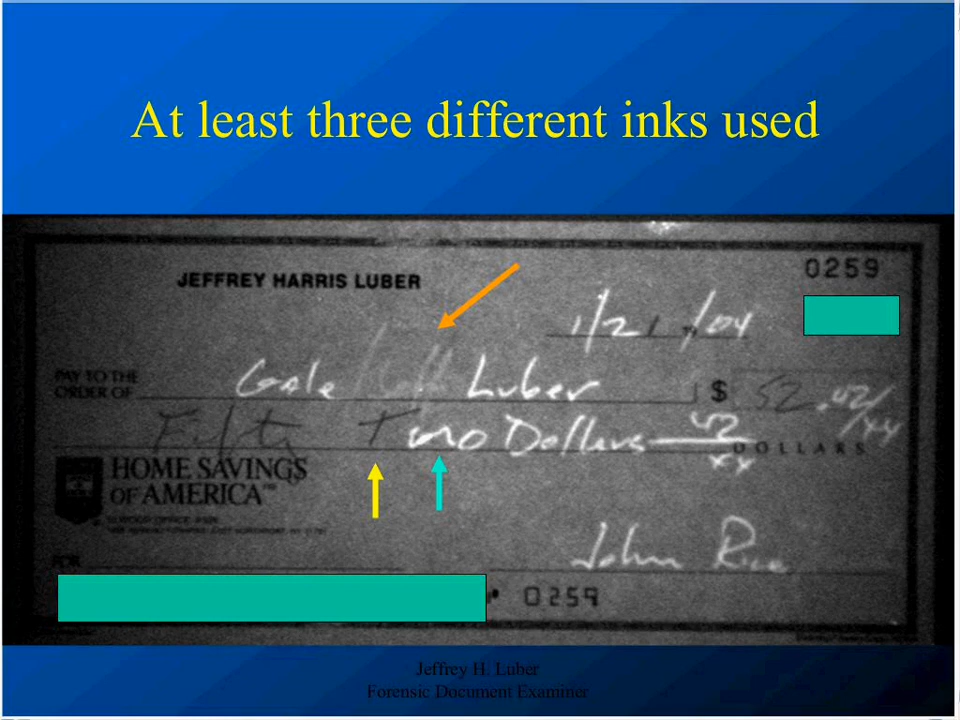 At least three different inks used
0259
JEFFREY HARRIS LUBER
1/21/04
PAY TO THE
ORDER OF Gale Luber $ 52.02/xx
Fifty Two Dollars 52/xx DOLLARS
HOME SAVINGS
OF AMERICA
FOR John Rice
0259
Jeffrey H. Luber
Forensic Document Examiner